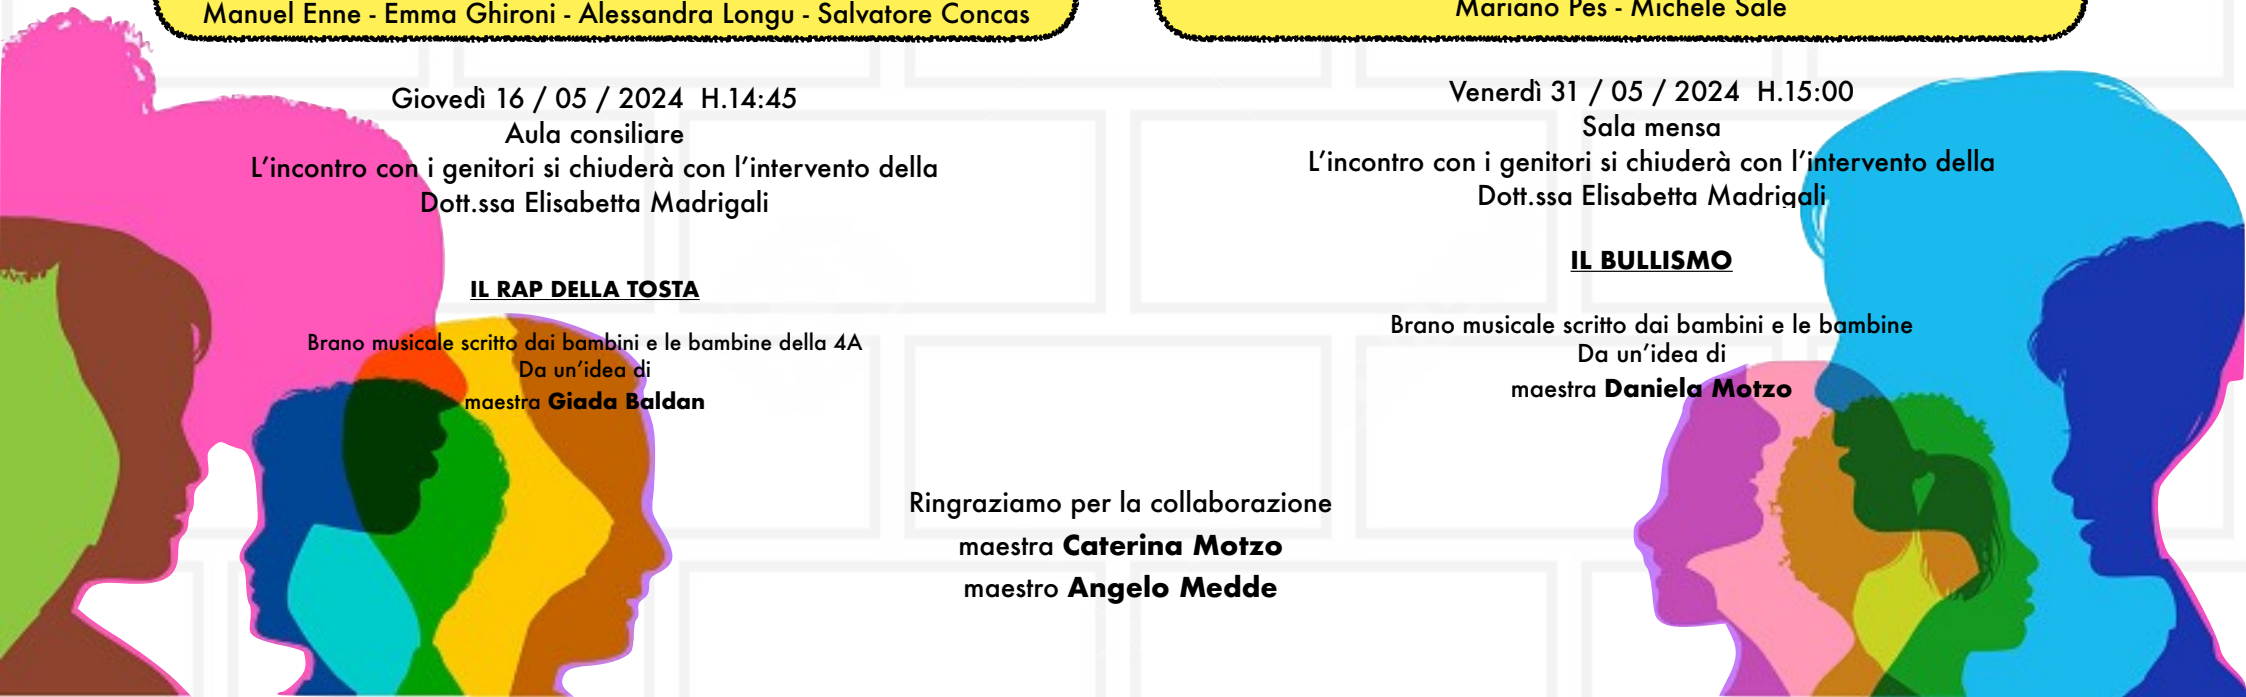 Manuel Enne - Emma Ghironi - Alessandra Longu - Salvatore Concas
Giovedì 16 / 05 / 2024 H.14:45
Aula consiliare
L’incontro con i genitori si chiuderà con l’intervento della
Dott.ssa Elisabetta Madrigali
IL RAP DELLA TOSTA
Brano musicale scritto dai bambini e le bambine della 4A
Da un’idea di
maestra Giada Baldan
Mariano Pes - Michele Sale
Venerdì 31 / 05 / 2024 H.15:00
Sala mensa
L’incontro con i genitori si chiuderà con l’intervento della
Dott.ssa Elisabetta Madrigali
IL BULLISMO
Brano musicale scritto dai bambini e le bambine
Da un’idea di
maestra Daniela Motzo
Ringraziamo per la collaborazione
maestra Caterina Motzo
maestro Angelo Medde